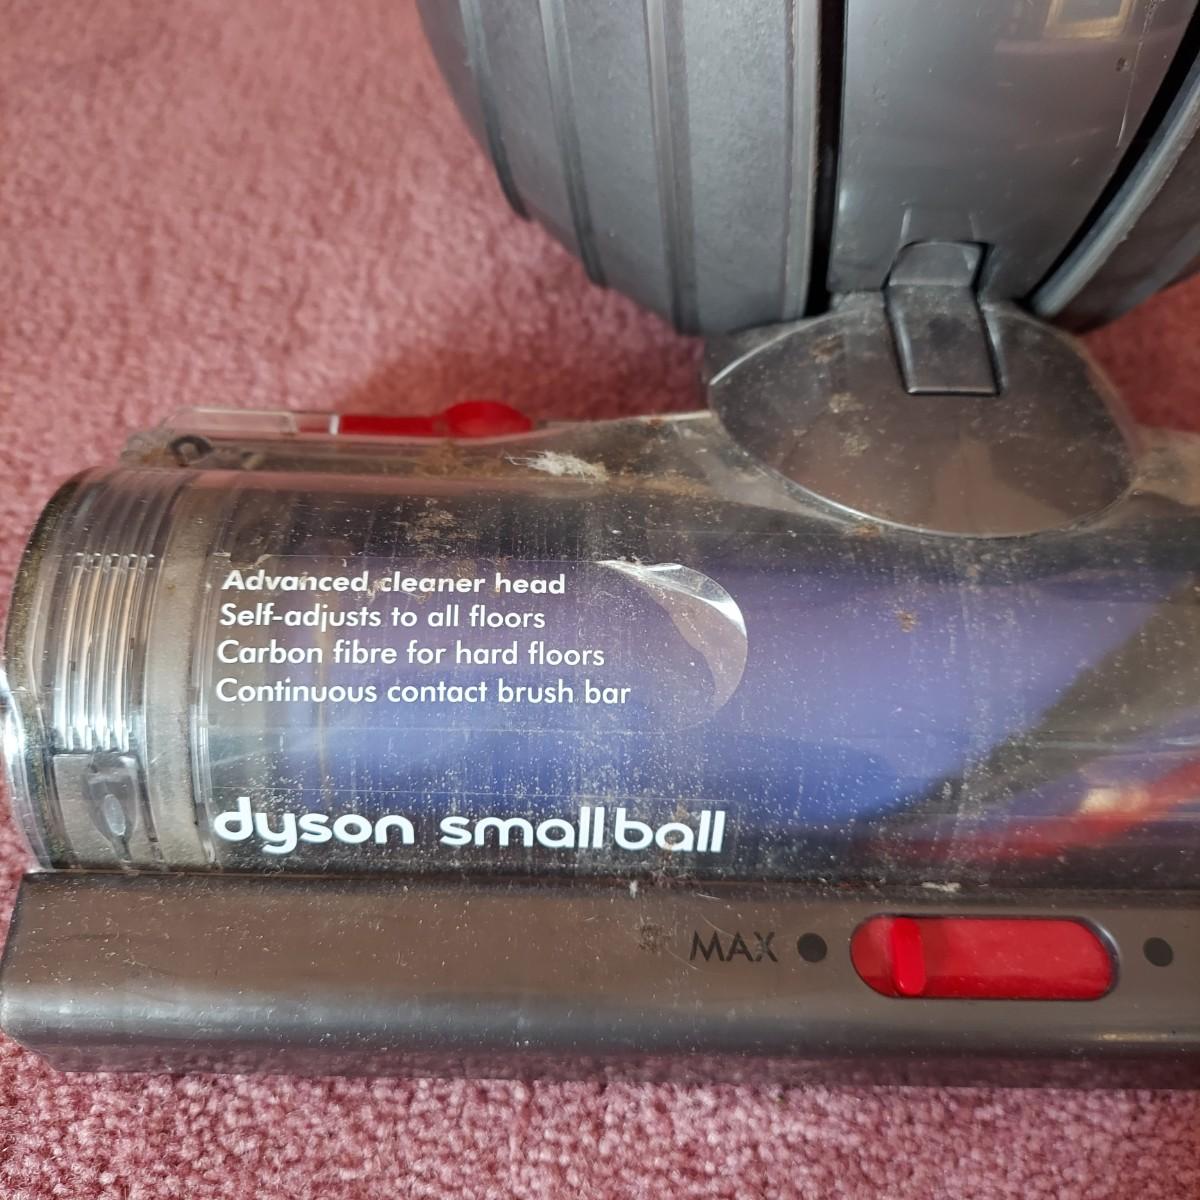 Advanced cleaner head
Self-adjusts to all floors
Carbon fibre for hard floors
Continuous contact brush bar
dyson smallball
MAX